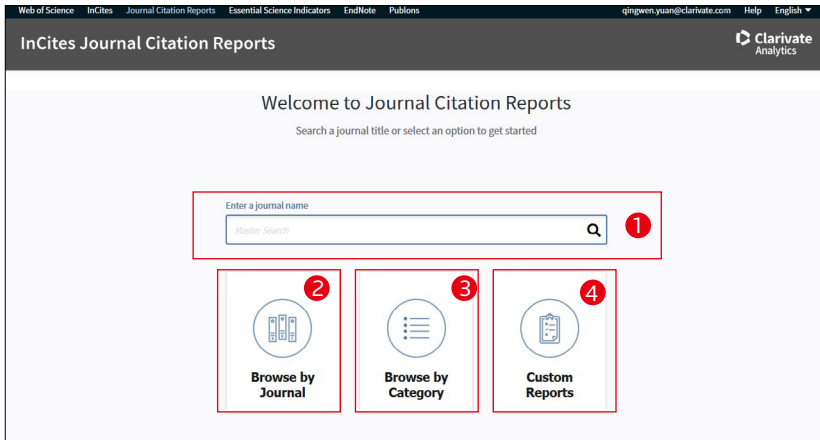 Web of Science InCites Journal Citation Reports Essential Science Indicators EndNote Publons qingwen.yuan@clarivate.com Help English
InCites Journal Citation Reports
Clarivate
Analytics
Welcome to Journal Citation Reports
Search a journal title or select an option to get started
Enter a journal name
Master Search
1
2
3
4
Browse by
Journal
Browse by
Category
Custom
Reports